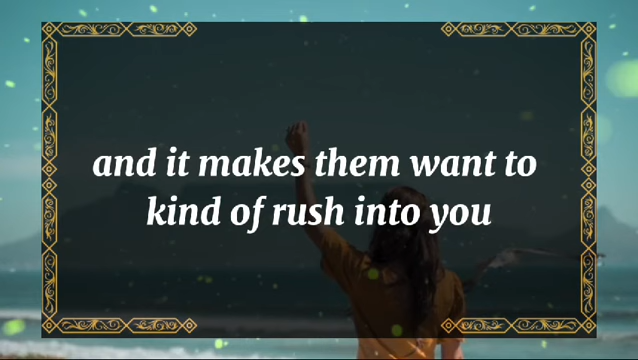 and it makes them want to
kind of rush into you